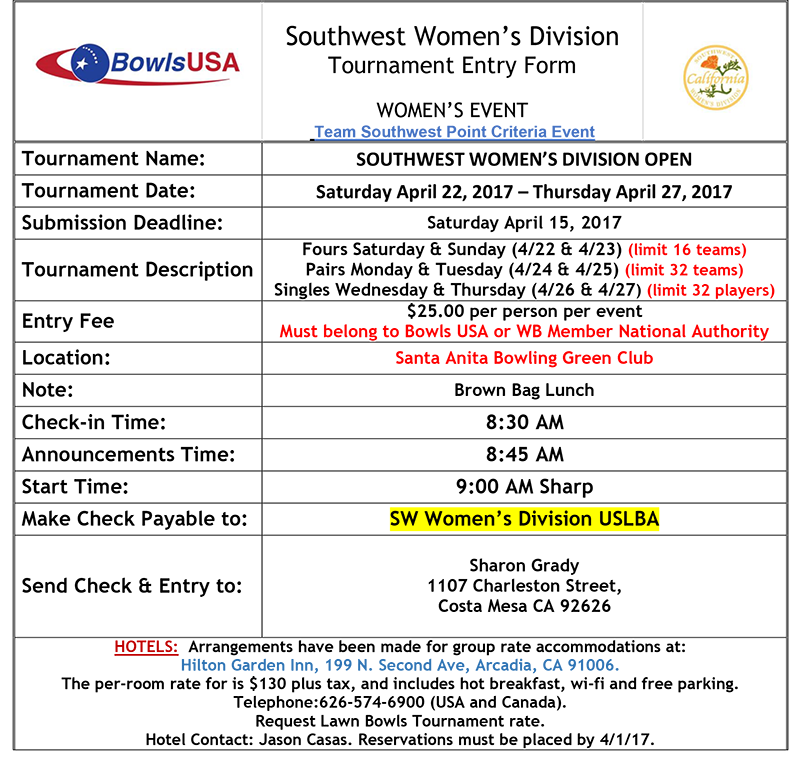 BowlsUSA
Southwest Women's Division
Tournament Entry Form
WOMEN'S EVENT
Team Southwest Point Criteria Event
SOUTHWEST
California
WOMEN'S DIVISION
Tournament Name: SOUTHWEST WOMEN'S DIVISION OPEN
Tournament Date: Saturday April 22, 2017 – Thursday April 27, 2017
Submission Deadline: Saturday April 15, 2017
Tournament Description
Fours Saturday & Sunday (4/22 & 4/23) (limit 16 teams)
Pairs Monday & Tuesday (4/24 & 4/25) (limit 32 teams)
Singles Wednesday & Thursday (4/26 & 4/27) (limit 32 players)
Entry Fee
$25.00 per person per event
Must belong to Bowls USA or WB Member National Authority
Location: Santa Anita Bowling Green Club
Note: Brown Bag Lunch
Check-in Time: 8:30 AM
Announcements Time: 8:45 AM
Start Time: 9:00 AM Sharp
Make Check Payable to: SW Women's Division USLBA
Send Check & Entry to:
Sharon Grady
1107 Charleston Street,
Costa Mesa CA 92626
HOTELS: Arrangements have been made for group rate accommodations at:
Hilton Garden Inn, 199 N. Second Ave, Arcadia, CA 91006.
The per-room rate for is $130 plus tax, and includes hot breakfast, wi-fi and free parking.
Telephone:626-574-6900 (USA and Canada).
Request Lawn Bowls Tournament rate.
Hotel Contact: Jason Casas. Reservations must be placed by 4/1/17.